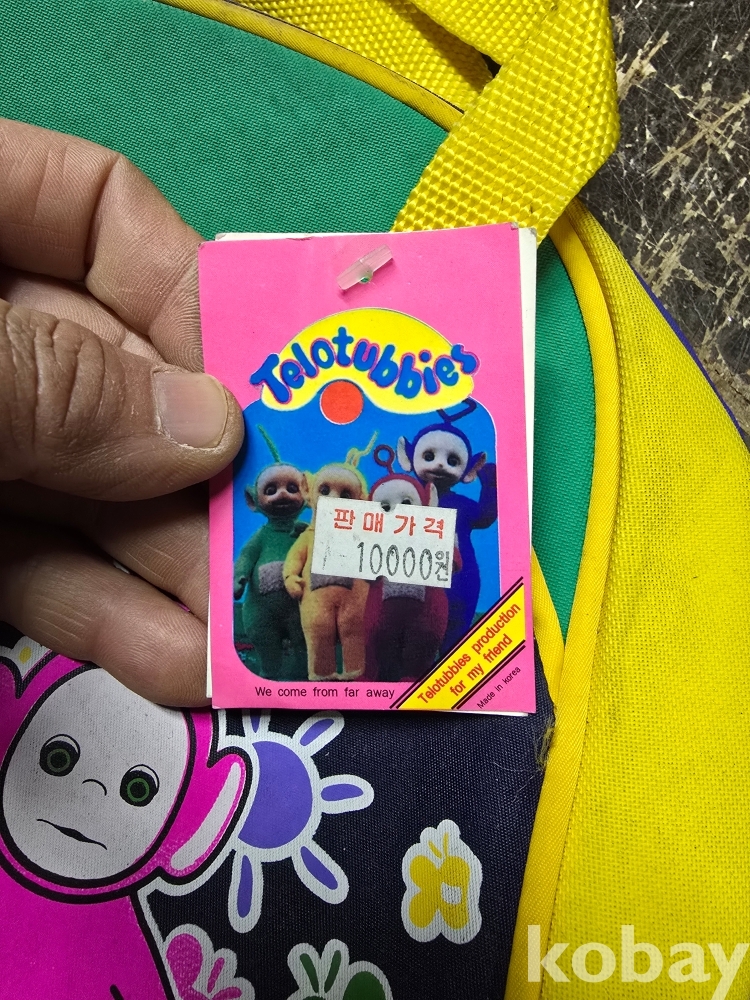 Telotubbies
판매가격
10000원
Telotubbies production
for my friend
We come from far away
Made in korea
kobay